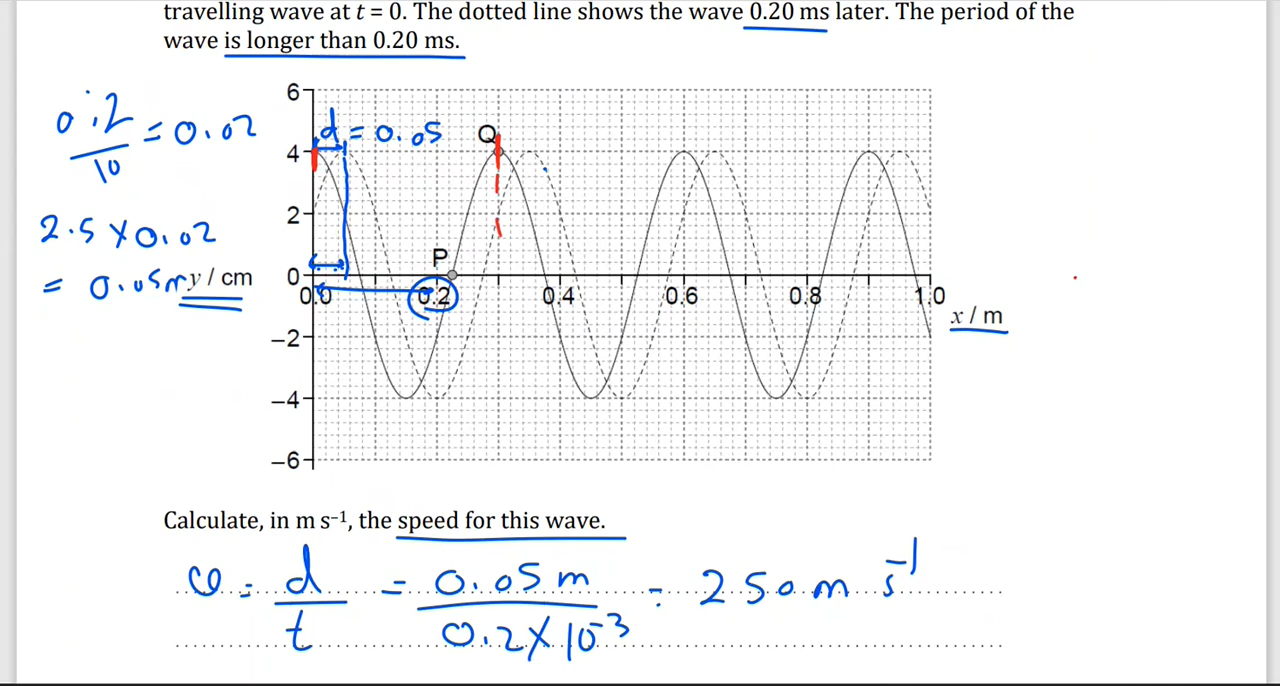 travelling wave at t = 0. The dotted line shows the wave 0.20 ms later. The period of the
wave is longer than 0.20 ms.
0.2 / 10 = 0.02
2.5 × 0.02
= 0.05m
d = 0.05
Q
P
6
4
2
0
−2
−4
−6
y / cm
0.0 0.2 0.4 0.6 0.8 1.0
x / m
Calculate, in m s⁻¹, the speed for this wave.
v = d / t = 0.05 m / 0.2 × 10⁻³ = 250 m s⁻¹